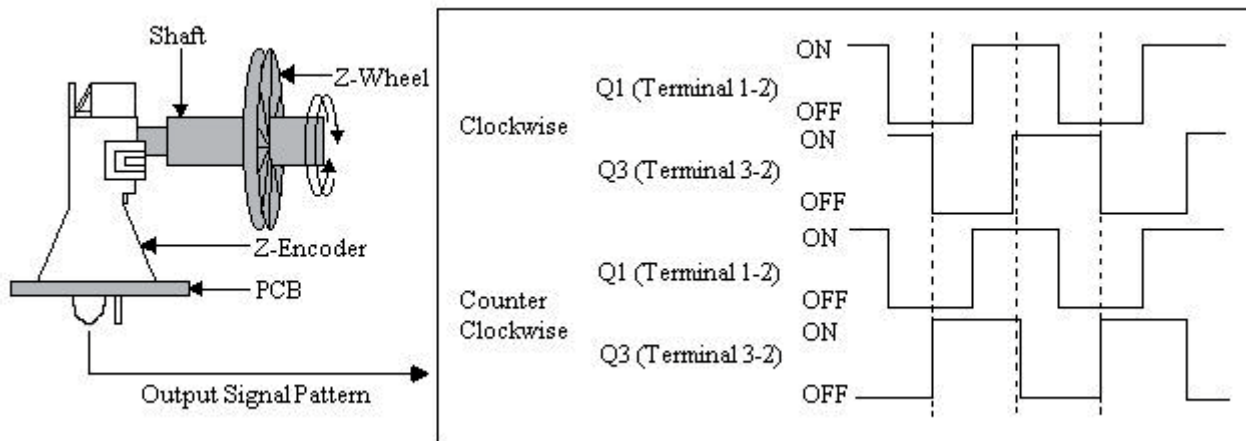 Shaft
Z-Wheel
Z-Encoder
PCB
Output Signal Pattern
Clockwise
Q1 (Terminal 1-2)
ON
OFF
Q3 (Terminal 3-2)
ON
OFF
Counter
Clockwise
Q1 (Terminal 1-2)
ON
OFF
Q3 (Terminal 3-2)
ON
OFF